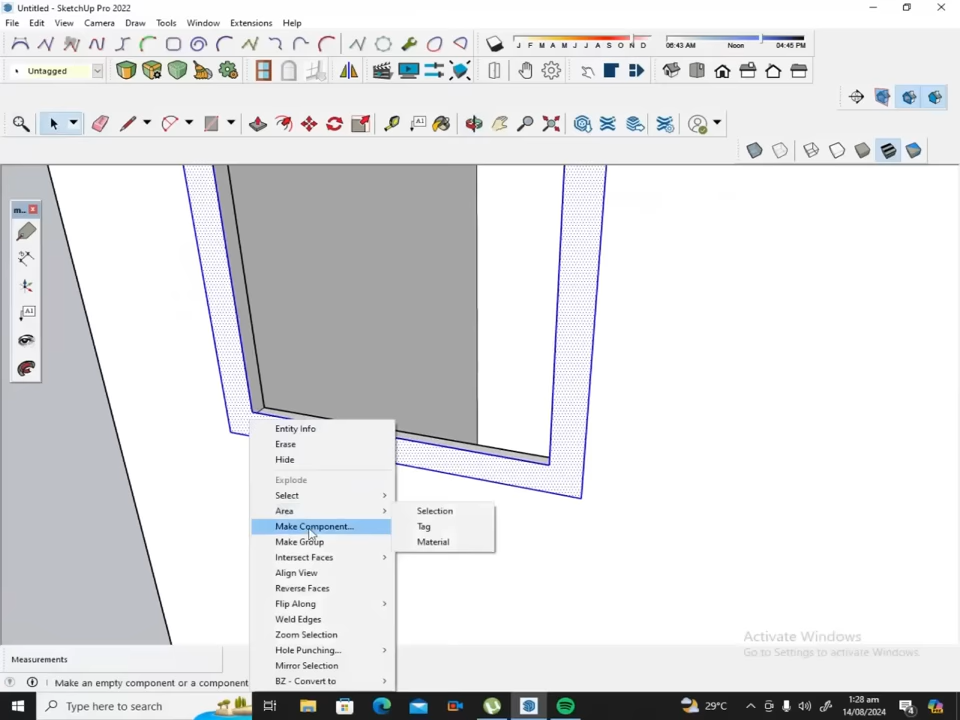 Untitled - SketchUp Pro 2022
File Edit View Camera Draw Tools Window Extensions Help
J F M A M J J A S O N D
06:43 AM Noon 04:45 PM
Untagged
m...
A1
Entity Info
Erase
Hide
Explode
Select
Area
Selection
Make Component...
Tag
Make Group
Material
Intersect Faces
Align View
Reverse Faces
Flip Along
Weld Edges
Zoom Selection
Hole Punching...
Mirror Selection
BZ - Convert to
Activate Windows
Go to Settings to activate Windows.
Measurements
Make an empty component or a component
Type here to search
29°C
1:28 am
14/08/2024
4